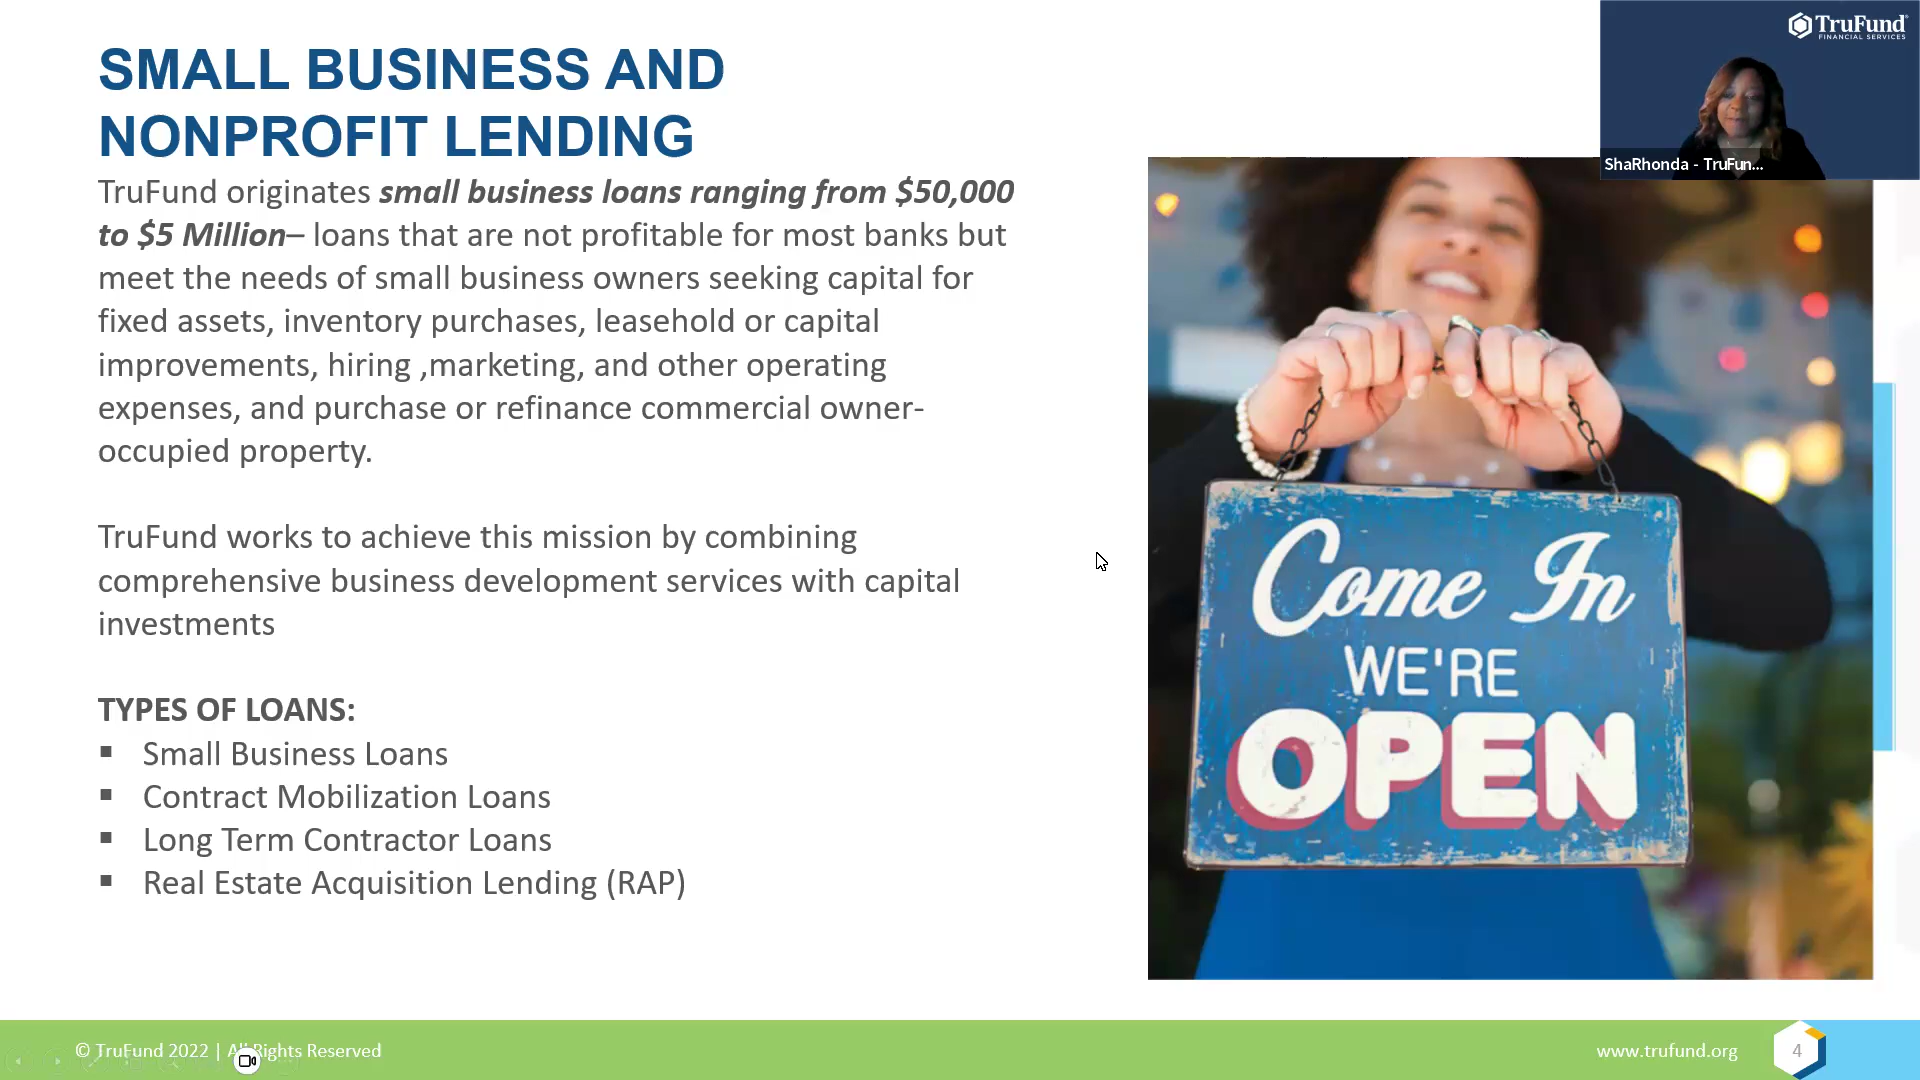 SMALL BUSINESS AND
NONPROFIT LENDING
TruFund originates small business loans ranging from $50,000
to $5 Million– loans that are not profitable for most banks but
meet the needs of small business owners seeking capital for
fixed assets, inventory purchases, leasehold or capital
improvements, hiring ,marketing, and other operating
expenses, and purchase or refinance commercial owner-
occupied property.
TruFund works to achieve this mission by combining
comprehensive business development services with capital
investments
TYPES OF LOANS:
▪ Small Business Loans
▪ Contract Mobilization Loans
▪ Long Term Contractor Loans
▪ Real Estate Acquisition Lending (RAP)
TruFund®
FINANCIAL SERVICES
ShaRhonda - TruFun...
Come In
WE'RE
OPEN
© TruFund 2022 | All Rights Reserved
www.trufund.org
4